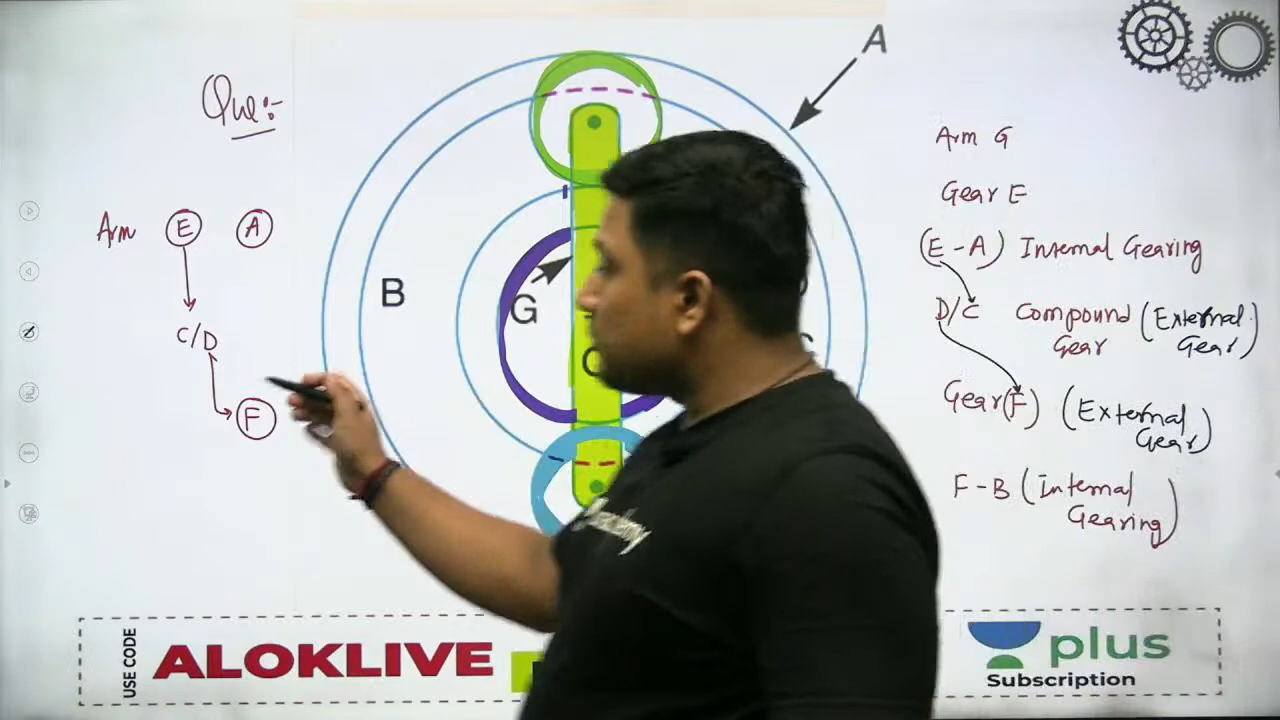 Que:-
Arm E A
C/D
F
A
B
G
Arm G
Gear E
(E-A) Internal Gearing
D/C Compound Gear (External Gear)
Gear(F) (External Gear)
F-B (Internal Gearing)
USE CODE
ALOKLIVE
plus
Subscription